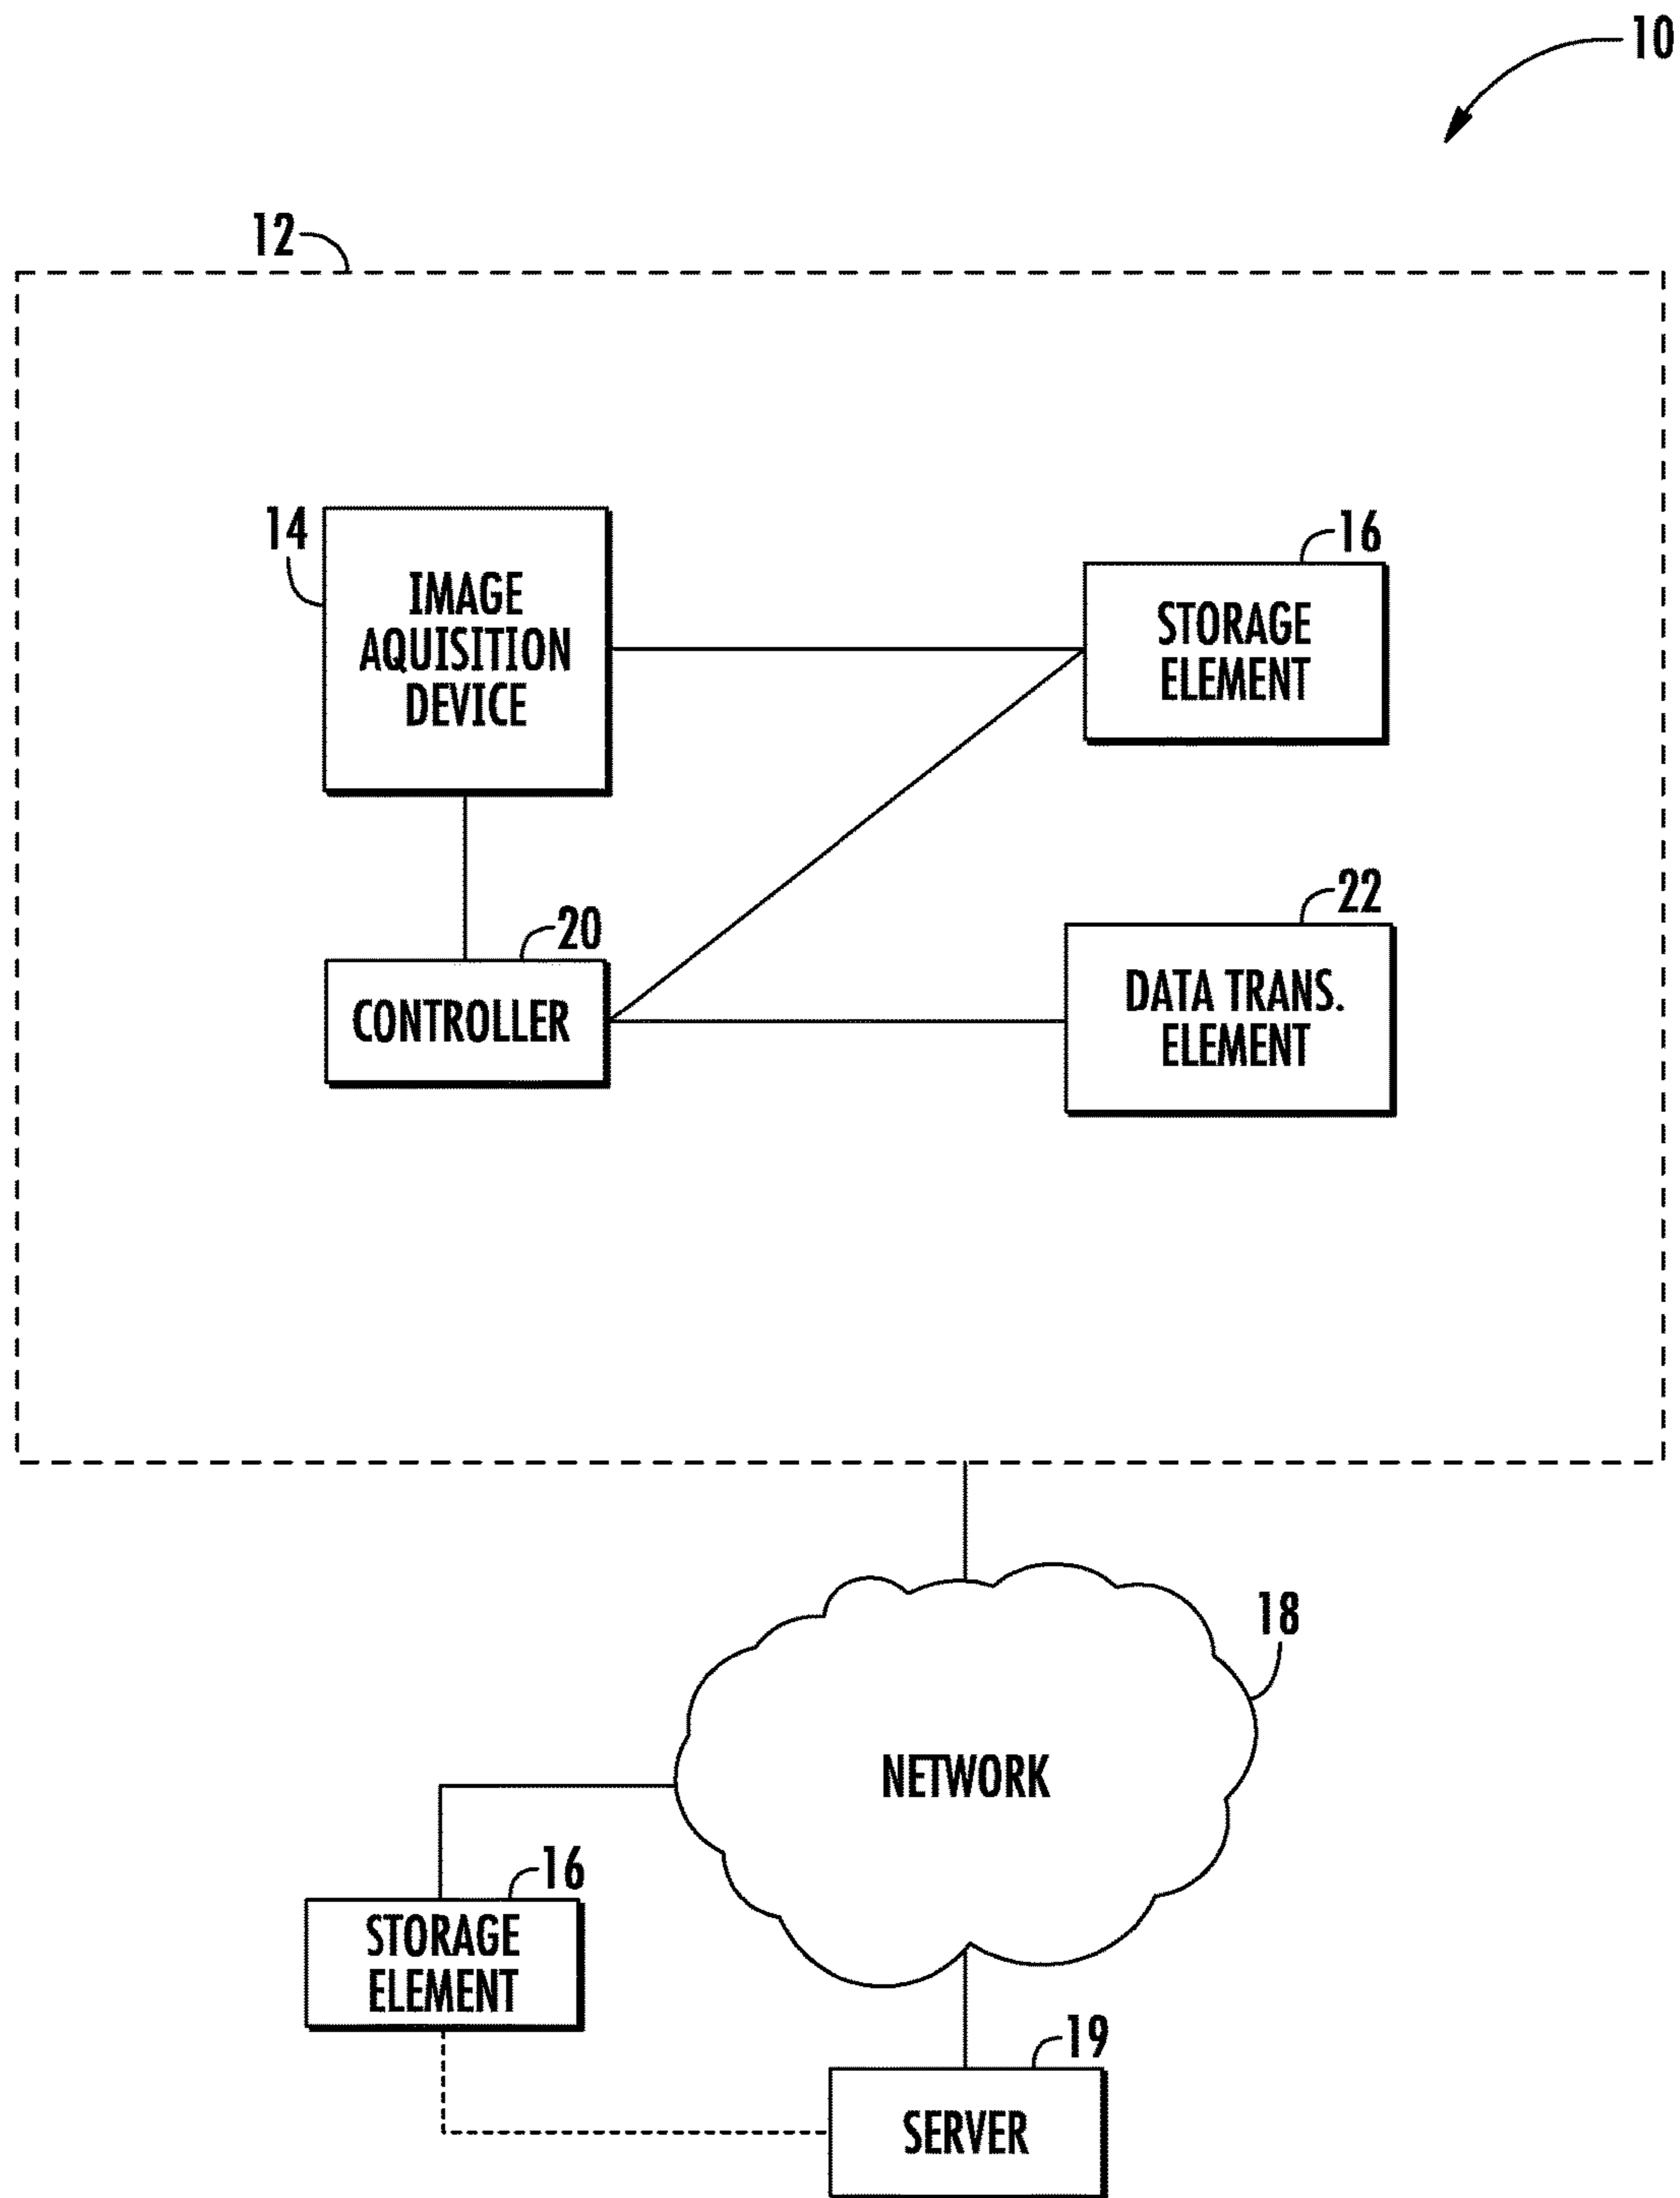 10
12
14
IMAGE
AQUISITION
DEVICE
16
STORAGE
ELEMENT
20
CONTROLLER
22
DATA TRANS.
ELEMENT
18
NETWORK
16
STORAGE
ELEMENT
19
SERVER